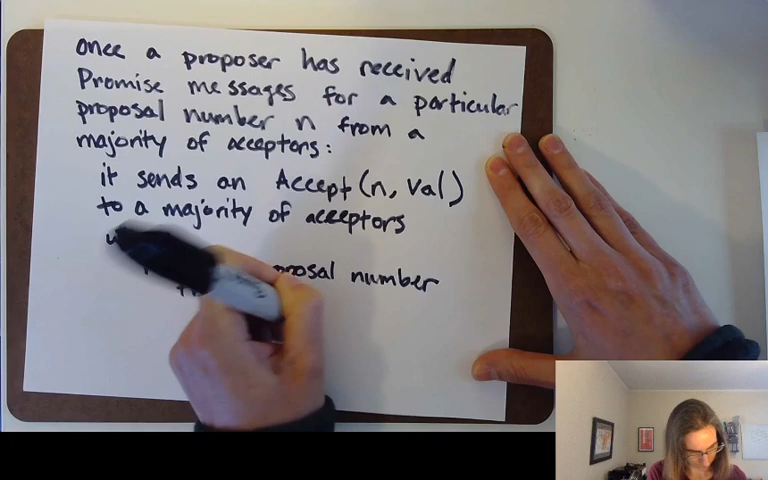 once a proposer has received
Promise messages for a particular
proposal number n from a
majority of acceptors:
it sends an Accept(n, val)
to a majority of acceptors
number